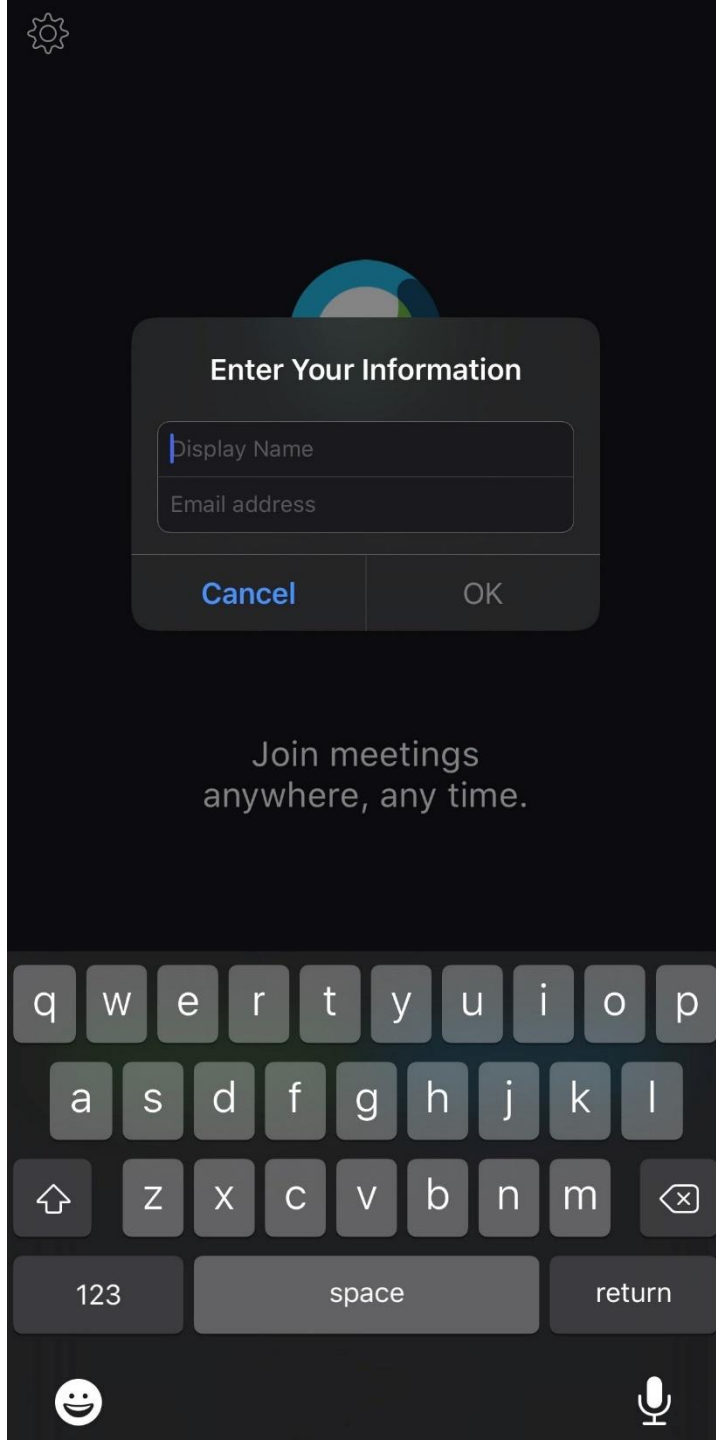 Enter Your Information
Display Name
Email address
Cancel OK
Join meetings
anywhere, any time.
q w e r t y u i o p
a s d f g h j k l
z x c v b n m
123 space return